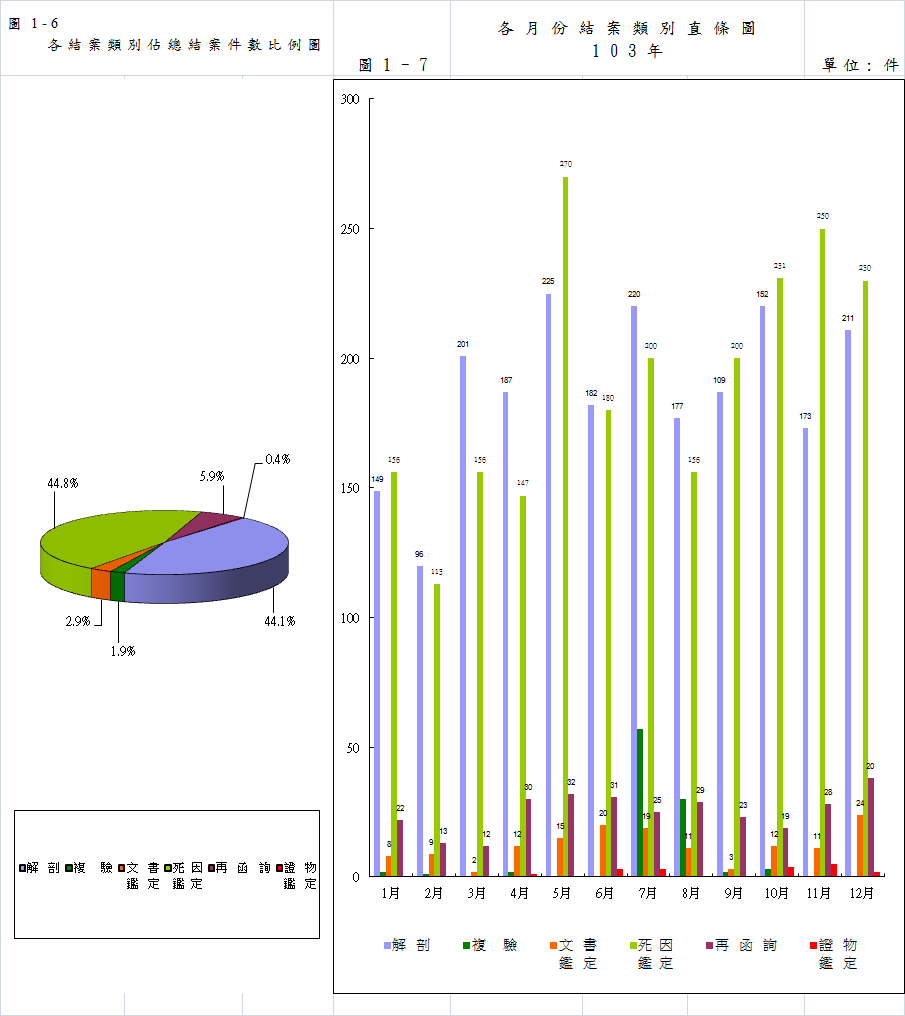 圖 1-6
各結案類別佔總結案件數比例圖
各月份結案類別直條圖
103年
圖 1-7
單位：件
44.8%
5.9%
0.4%
2.9%
1.9%
44.1%
解 剖 複 驗 文 書 死 因 再 函 詢 證 物
鑑 定 鑑 定 鑑 定
300
250
200
150
100
50
0
149 156 8 22
96 113 9 13
201 156 2 12
187 147 12 30
225 270 15 32
182 180 20 31
220 200 19 25
177 156 11 29
109 200 3 23
152 231 12 19
173 250 11 28
211 230 24 20
1月 2月 3月 4月 5月 6月 7月 8月 9月 10月 11月 12月
解 剖 複 驗 文 書 死 因 再 函 詢 證 物
鑑 定 鑑 定 鑑 定